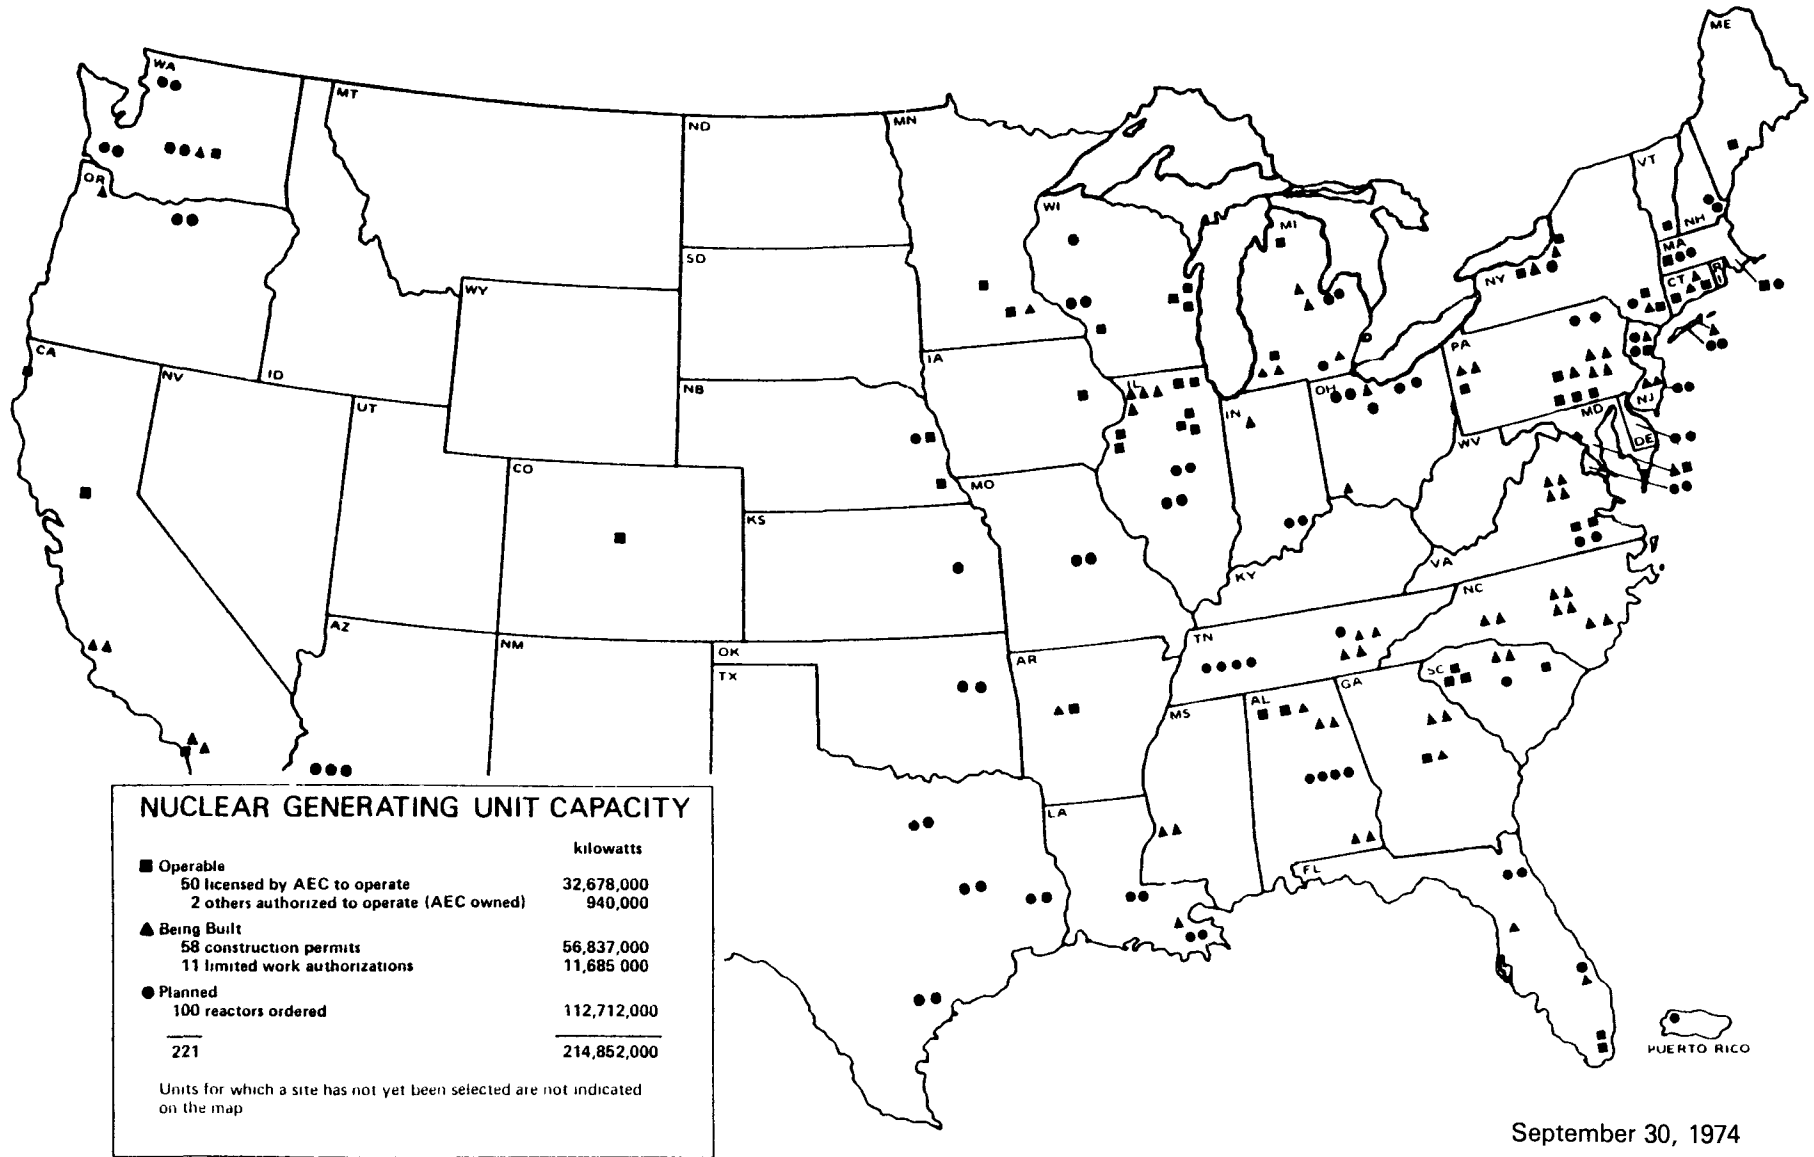 ME
WA
MT
ND
MN
VT
OR
NH
WI
MI
MA
SD
NY
CT
RI
WY
CA
IA
PA
NV
ID
NB
IL
OH
UT
IN
NJ
MD
WV
DE
CO
MO
KS
KY
VA
NC
AZ
TN
NM
OK
AR
SC
TX
GA
AL
MS
LA
FL
PUERTO RICO
NUCLEAR GENERATING UNIT CAPACITY
kilowatts
Operable
50 licensed by AEC to operate 32,678,000
2 others authorized to operate (AEC owned) 940,000
Being Built
58 construction permits 56,837,000
11 limited work authorizations 11,685 000
Planned
100 reactors ordered 112,712,000
221 214,852,000
Units for which a site has not yet been selected are not indicated
on the map
September 30, 1974